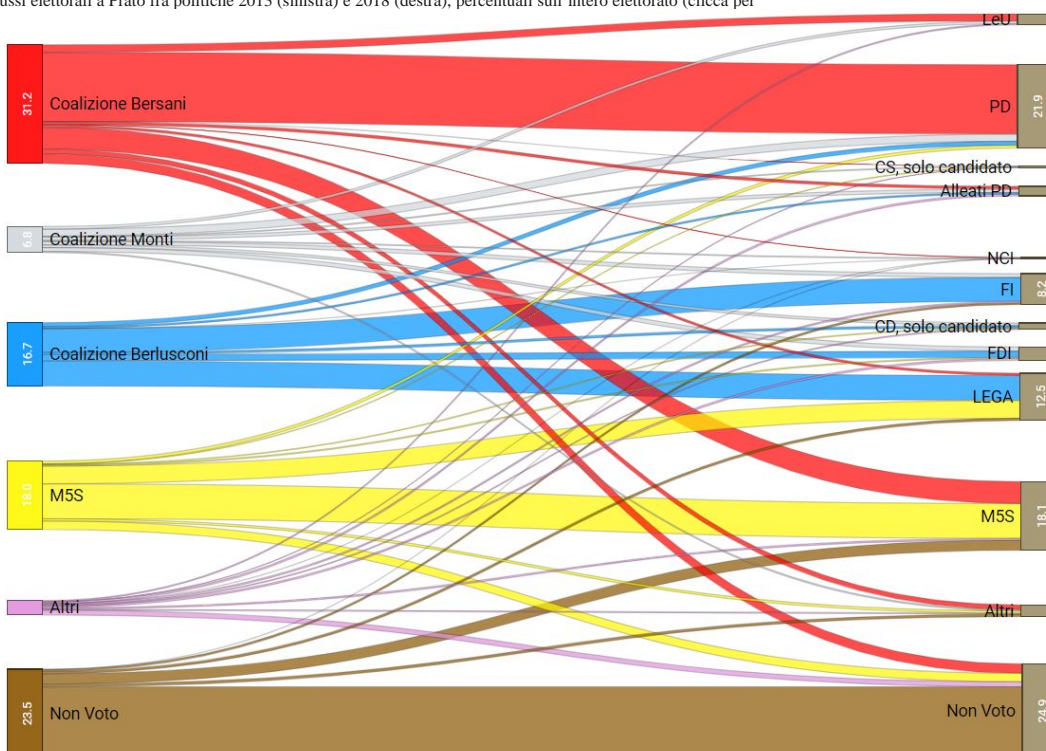 ussi elettorali a Prato fra politiche 2013 (sinistra) e 2018 (destra), percentuali sull'intero elettorato (clicca per
LeU
31.2
Coalizione Bersani
PD
21.9
CS, solo candidato
Alleati PD
6.8
Coalizione Monti
NCI
FI
8.2
CD, solo candidato
16.7
Coalizione Berlusconi
FDI
LEGA
12.5
18.0
M5S
M5S
18.1
Altri
Altri
23.5
Non Voto
Non Voto
24.9